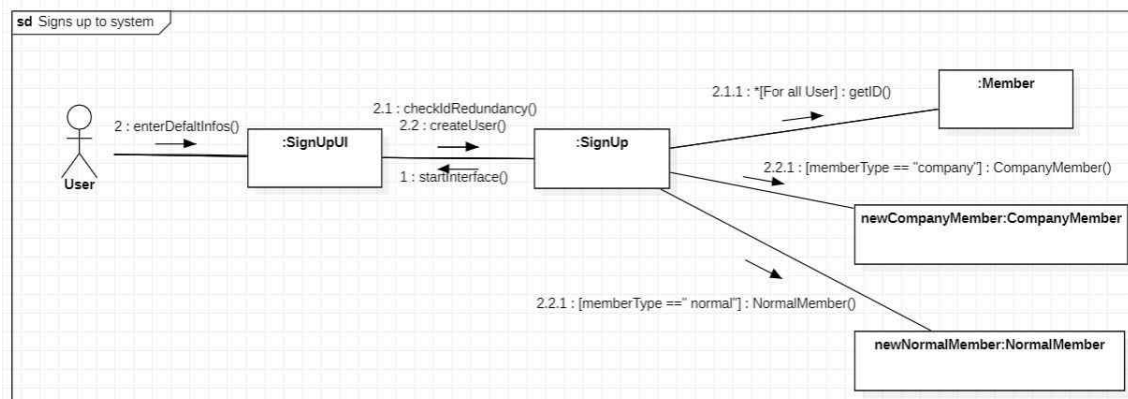 sd Signs up to system
:Member
2.1.1 : *[For all User] : getID()
2.1 : checkIdRedundancy()
2.2 : createUser()
2 : enterDefaltInfos()
:SignUpUI
:SignUp
1 : startInterface()
User
2.2.1 : [memberType == "company"] : CompanyMember()
newCompanyMember:CompanyMember
2.2.1 : [memberType ==" normal"] : NormalMember()
newNormalMember:NormalMember